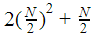 2(N/2)² + N/2